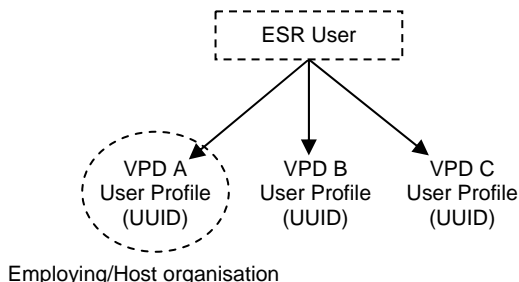 ESR User
VPD A
User Profile
(UUID)
VPD B
User Profile
(UUID)
VPD C
User Profile
(UUID)
Employing/Host organisation